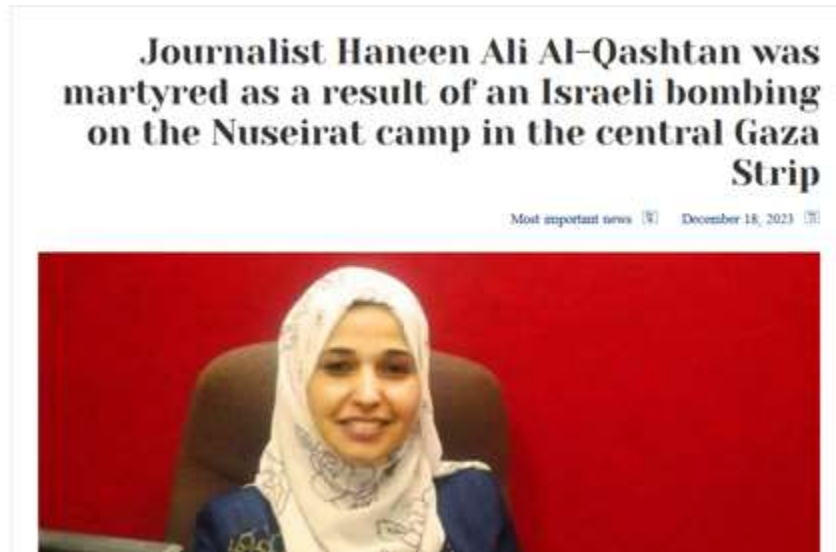 Journalist Haneen Ali Al-Qashtan was
martyred as a result of an Israeli bombing
on the Nuseirat camp in the central Gaza
Strip
Most important news December 18, 2023